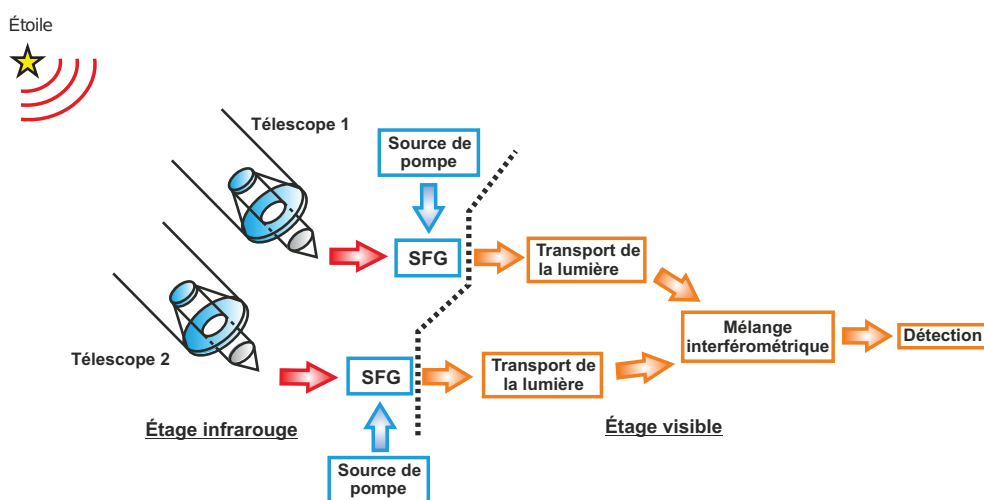 Étoile
Télescope 1
Source de
pompe
SFG
Transport de
la lumière
Mélange
interférométrique
Détection
Télescope 2
SFG
Transport de
la lumière
Étage infrarouge
Étage visible
Source de
pompe